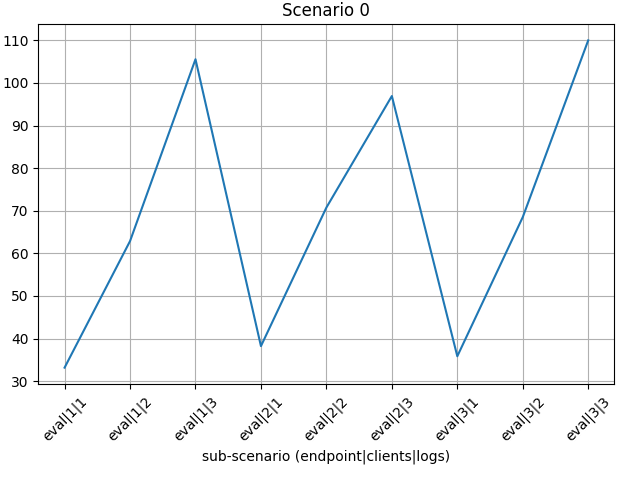 Scenario 0
110
100
90
80
70
60
50
40
30
eval|1|1
eval|1|2
eval|1|3
eval|2|1
eval|2|2
eval|2|3
eval|3|1
eval|3|2
eval|3|3
sub-scenario (endpoint|clients|logs)